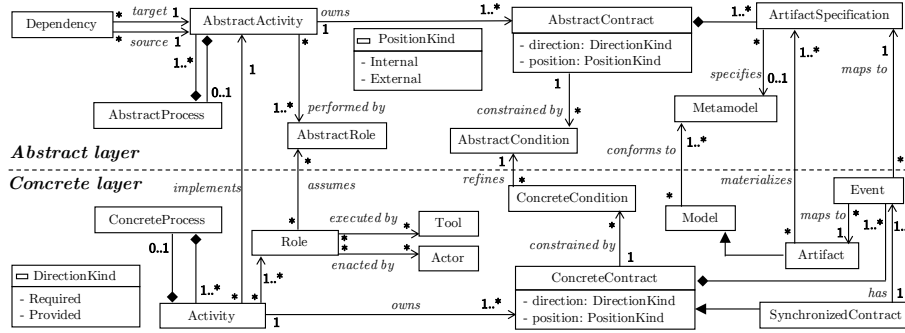 Dependency
* target 1
* source 1
AbstractActivity
owns
1
1..*
AbstractContract
- direction: DirectionKind
- position: PositionKind
1..*
ArtifactSpecification
PositionKind
- Internal
- External
1..*
0..1
1
*
*
1..*
1
maps to
specifies
0..1
AbstractProcess
1..*
performed by
1
constrained by
*
Metamodel
AbstractRole
AbstractCondition
1..*
conforms to
Abstract layer
Concrete layer
*
implements
assumes
1
refines
*
ConcreteCondition
materializes
*
Event
ConcreteProcess
*
executed by
*
Tool
*
Model
*
maps to
*
1..*
1..
0..1
*
Role
*
*
enacted by
*
Actor
*
constrained by
1
1
Artifact
DirectionKind
- Required
- Provided
1..*
*
*
1..*
Activity
1
owns
1..*
ConcreteContract
- direction: DirectionKind
- position: PositionKind
has
1
SynchronizedContract